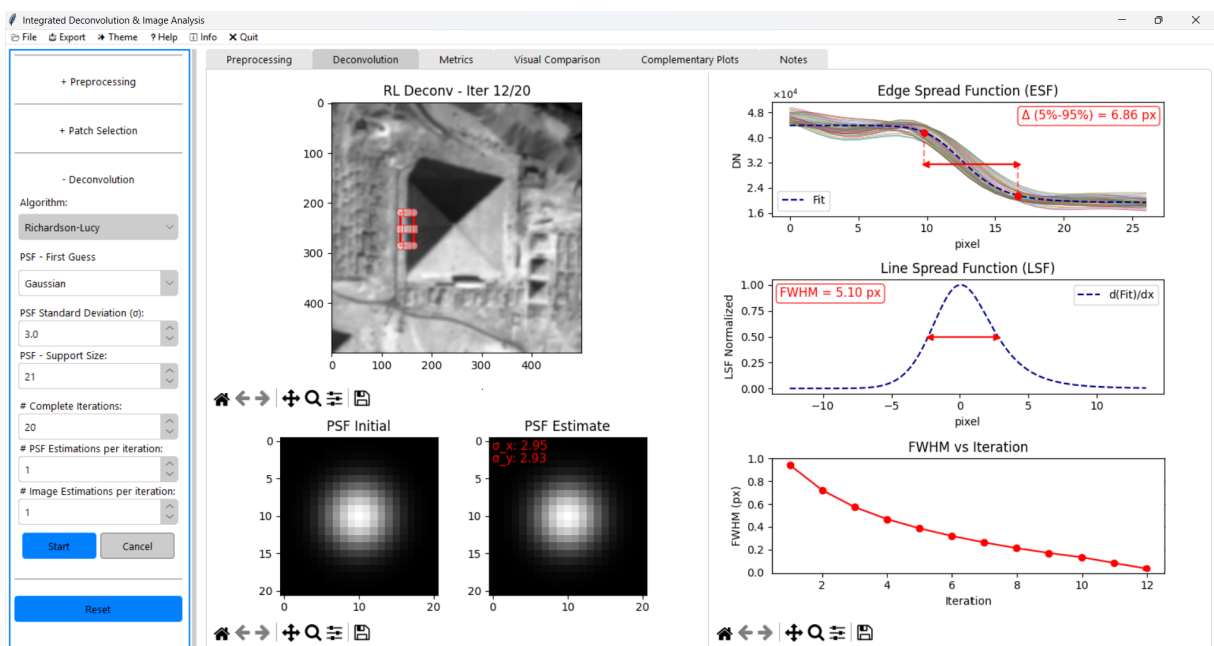 Integrated Deconvolution & Image Analysis
File Export Theme ? Help Info X Quit
+ Preprocessing
+ Patch Selection
- Deconvolution
Algorithm:
Richardson-Lucy
PSF - First Guess
Gaussian
PSF Standard Deviation (σ):
3.0
PSF - Support Size:
21
# Complete Iterations:
20
# PSF Estimations per iteration:
1
# Image Estimations per iteration:
1
Start Cancel
Reset
Preprocessing Deconvolution Metrics Visual Comparison Complementary Plots Notes
RL Deconv - Iter 12/20
0
100
200
300
400
0 100 200 300 400
PSF Initial
0
5
10
15
20
0 10 20
PSF Estimate
σ_x: 2.95
σ_y: 2.93
0
5
10
15
20
0 10 20
Edge Spread Function (ESF)
×10⁴
Δ (5%-95%) = 6.86 px
4.8
4.0
3.2
2.4
1.6
DN
Fit
0 5 10 15 20 25
pixel
Line Spread Function (LSF)
FWHM = 5.10 px
d(Fit)/dx
1.00
0.75
0.50
0.25
0.00
LSF Normalized
−10 −5 0 5 10
pixel
FWHM vs Iteration
1.0
0.8
0.6
0.4
0.2
0.0
FWHM (px)
2 4 6 8 10 12
Iteration